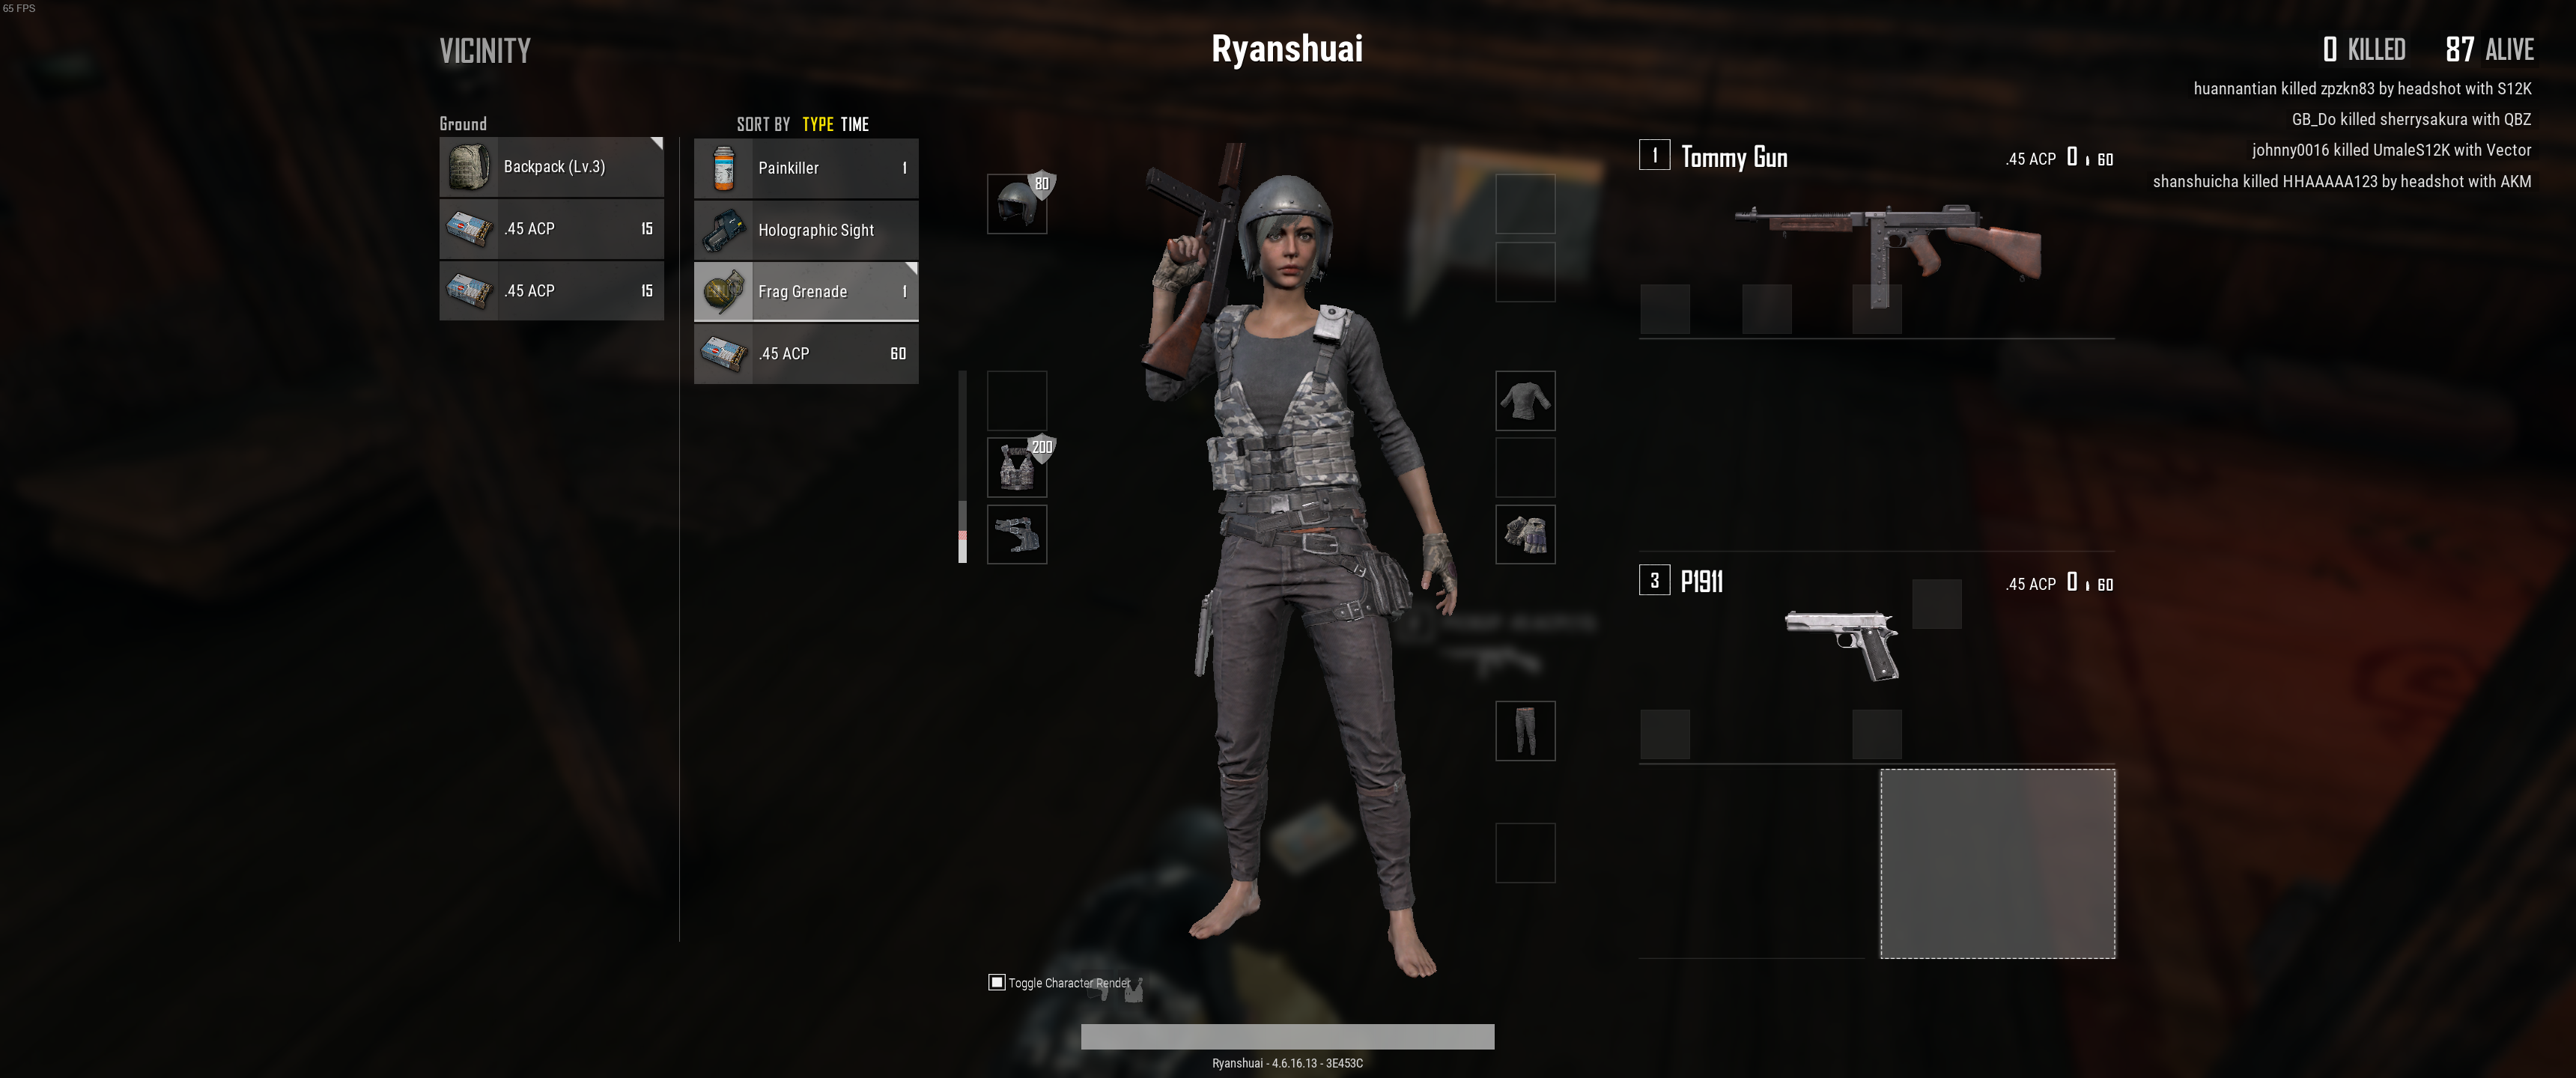 65 FPS
VICINITY
Ryanshuai
0 KILLED 87 ALIVE
huannantian killed zpzkn83 by headshot with S12K
GB_Do killed sherrysakura with QBZ
johnny0016 killed UmaleS12K with Vector
shanshuicha killed HHAAAAA123 by headshot with AKM
Ground
Backpack (Lv.3)
.45 ACP 15
.45 ACP 15
SORT BY TYPE TIME
Painkiller 1
Holographic Sight
Frag Grenade 1
.45 ACP 60
80
200
1 Tommy Gun .45 ACP 0 60
3 P1911 .45 ACP 0 60
Toggle Character Render
Ryanshuai - 4.6.16.13 - 3E453C